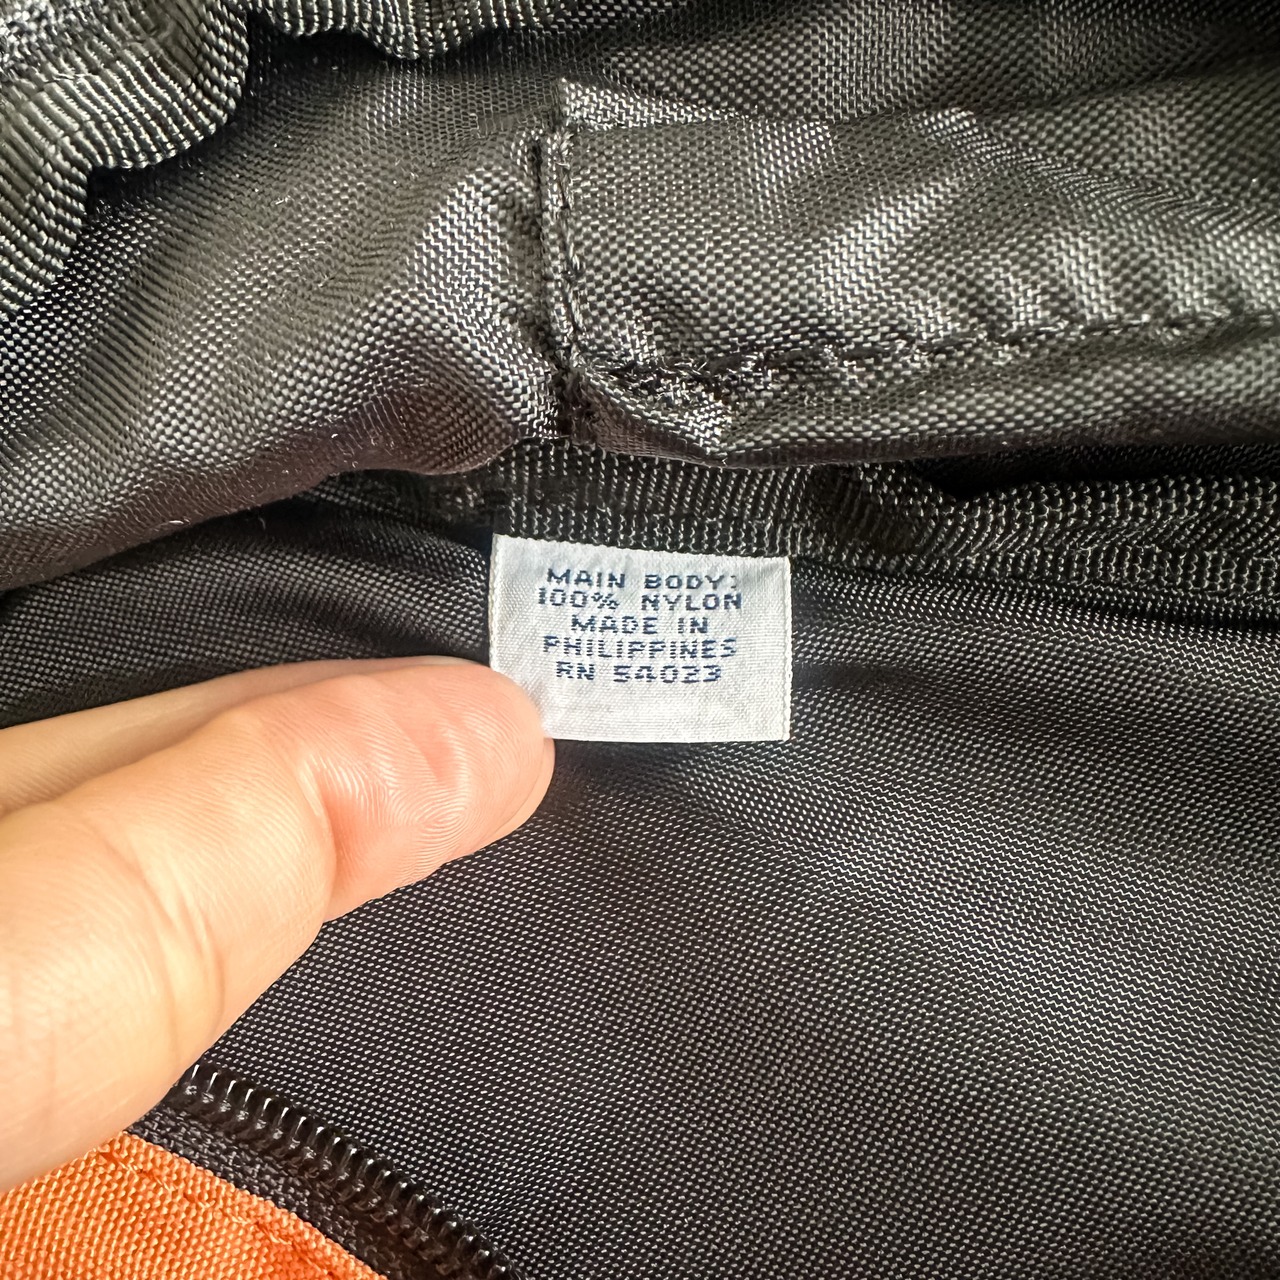 MAIN BODY:
100% NYLON
MADE IN
PHILIPPINES
RN 54023